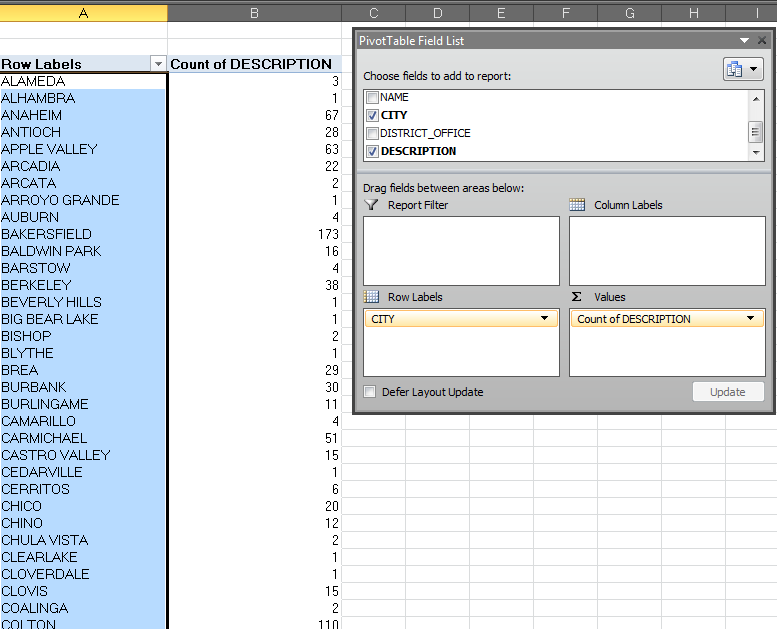 A B C D E F G H I
Row Labels Count of DESCRIPTION
ALAMEDA 3
ALHAMBRA 1
ANAHEIM 67
ANTIOCH 28
APPLE VALLEY 63
ARCADIA 22
ARCATA 2
ARROYO GRANDE 1
AUBURN 4
BAKERSFIELD 173
BALDWIN PARK 16
BARSTOW 4
BERKELEY 38
BEVERLY HILLS 1
BIG BEAR LAKE 1
BISHOP 2
BLYTHE 1
BREA 29
BURBANK 30
BURLINGAME 11
CAMARILLO 4
CARMICHAEL 51
CASTRO VALLEY 15
CEDARVILLE 1
CERRITOS 6
CHICO 20
CHINO 12
CHULA VISTA 2
CLEARLAKE 1
CLOVERDALE 1
CLOVIS 15
COALINGA 2
COLTON 110
PivotTable Field List
Choose fields to add to report:
NAME
CITY
DISTRICT_OFFICE
DESCRIPTION
Drag fields between areas below:
Report Filter Column Labels
Row Labels Σ Values
CITY Count of DESCRIPTION
Defer Layout Update Update